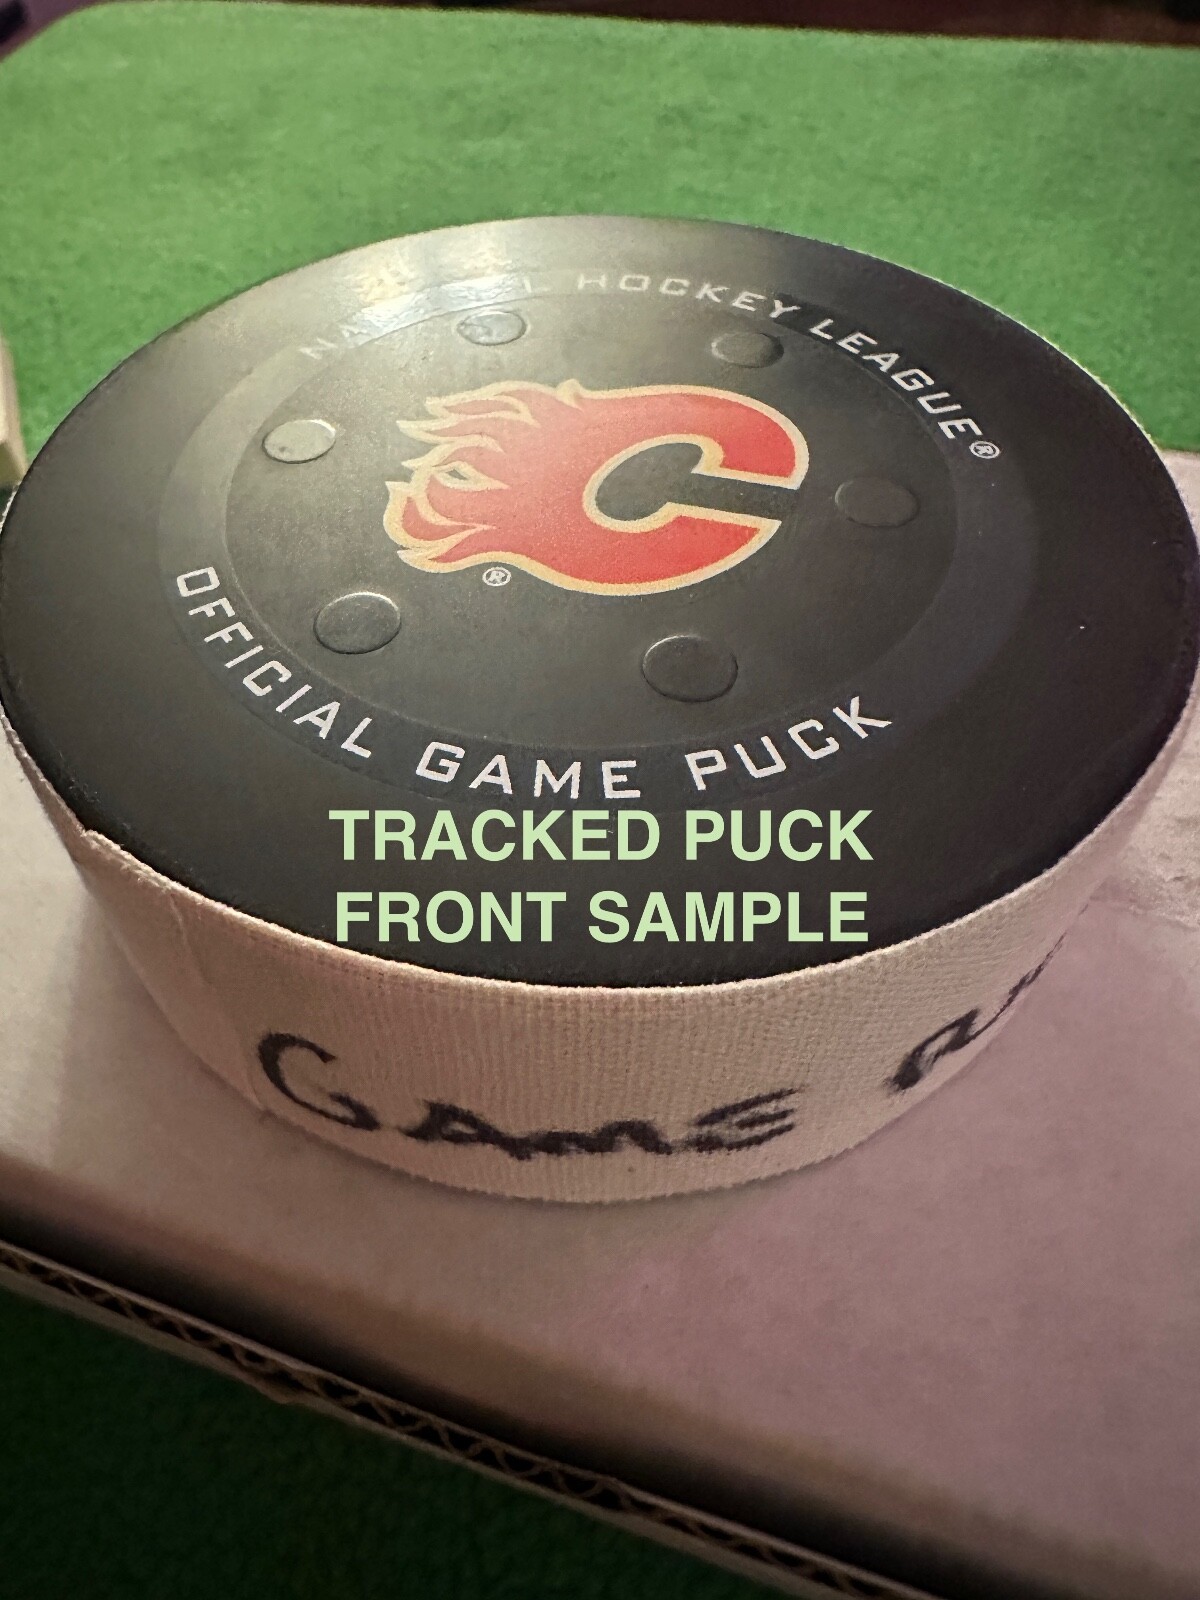 HOCKEY LEAGUE®
®
OFFICIAL GAME PUCK
TRACKED PUCK
FRONT SAMPLE
GAME